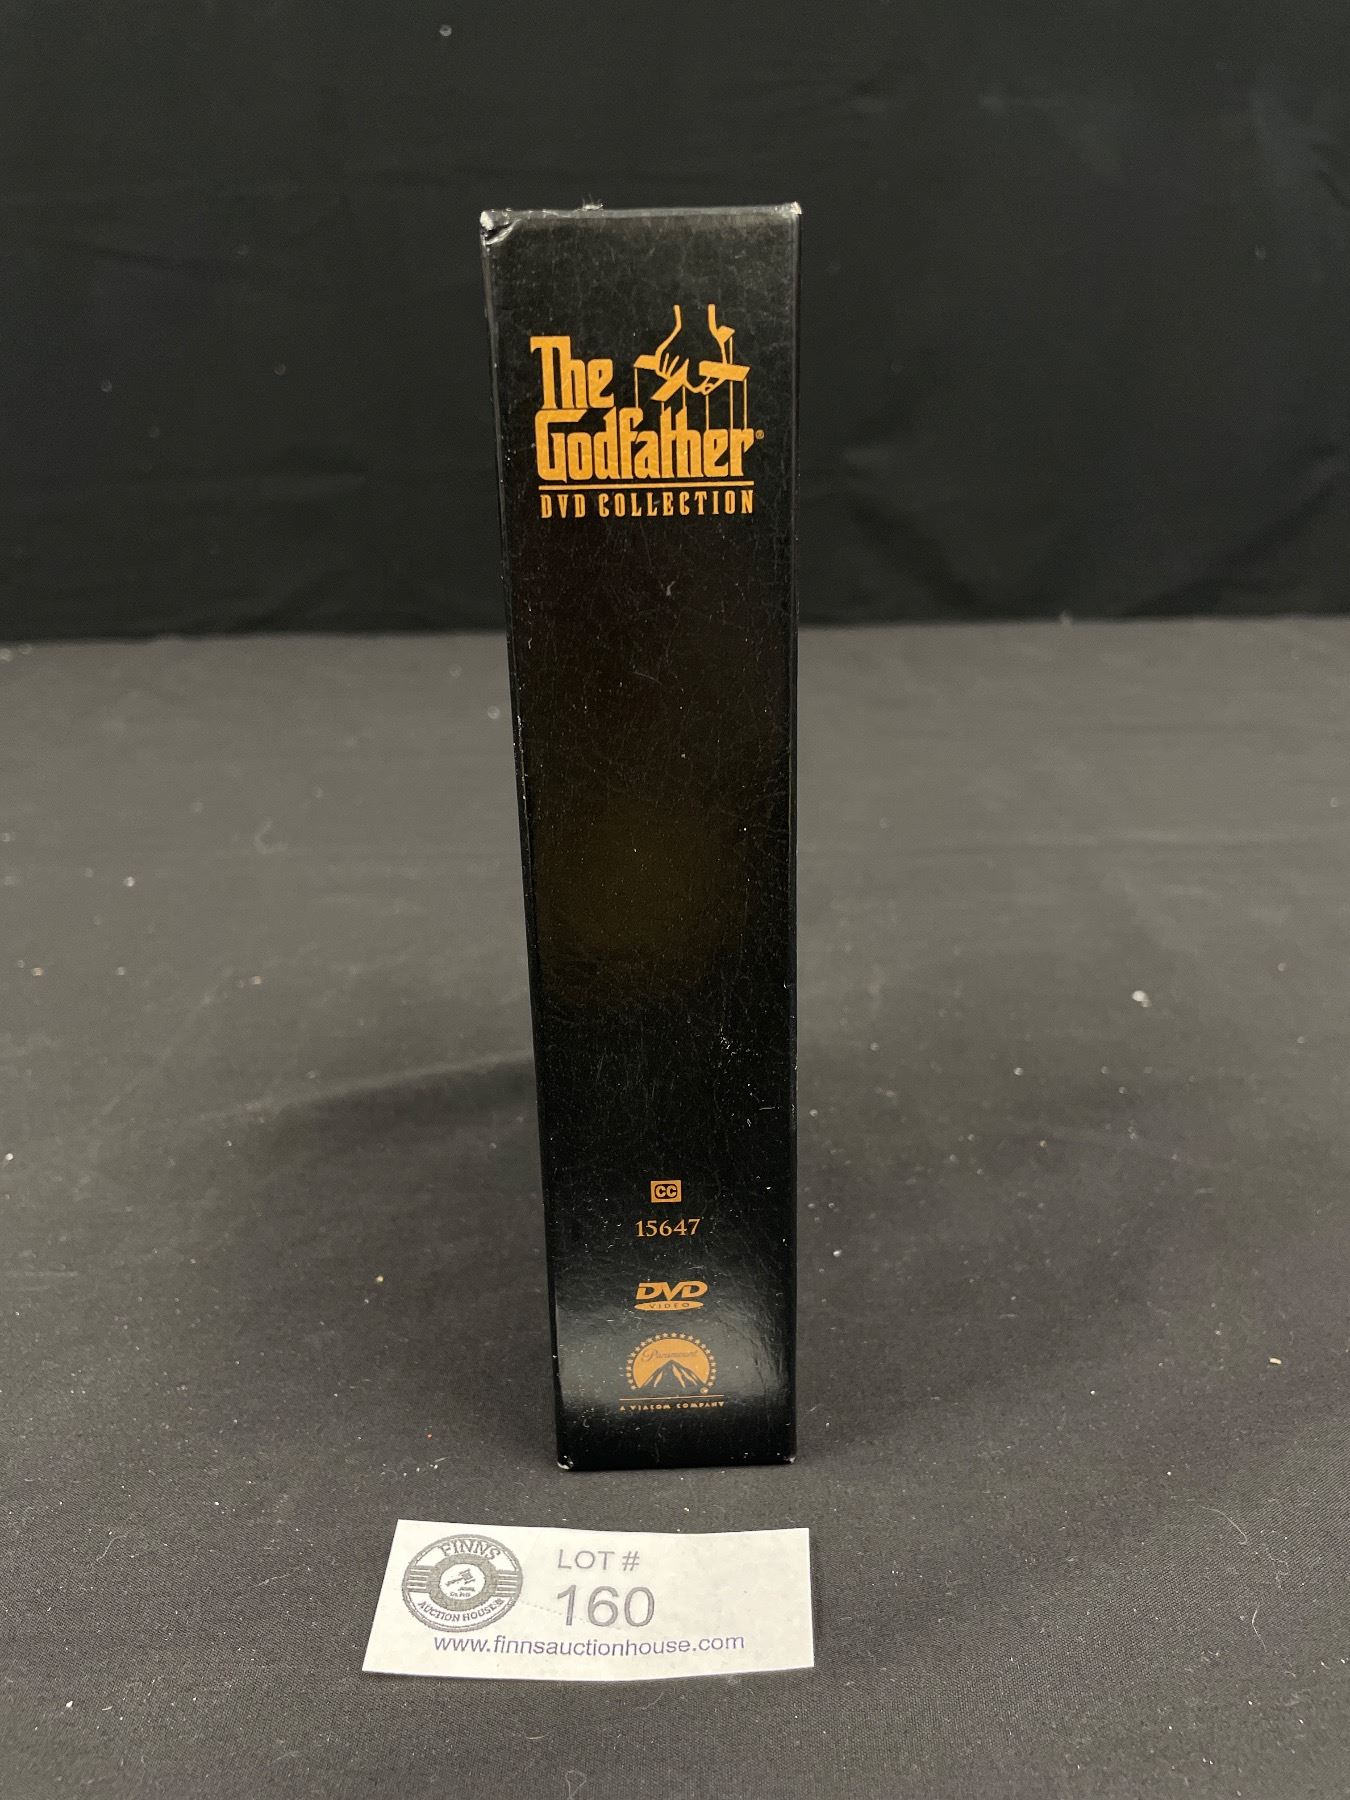 The
Godfather®
DVD COLLECTION
CC
15647
DVD
VIDEO
Paramount
A VIACOM COMPANY
FINNS
AUCTION HOUSE
LOT #
160
www.finnsauctionhouse.com